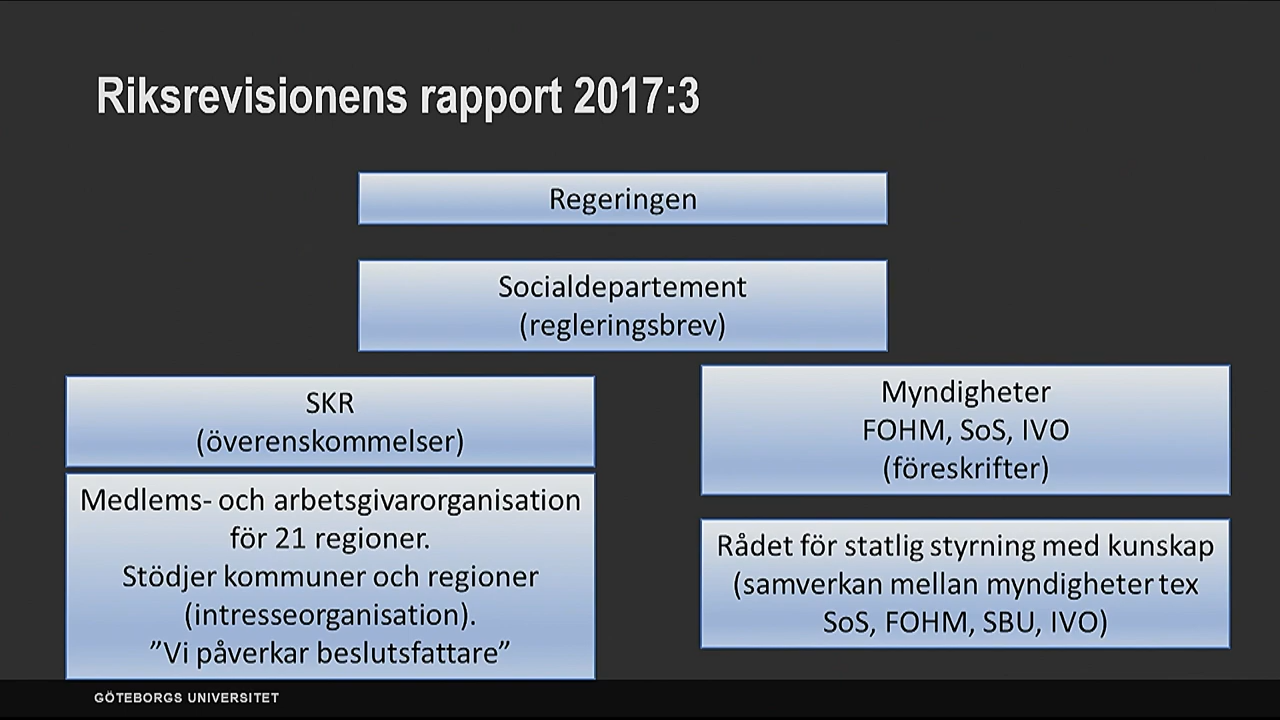 Riksrevisionens rapport 2017:3
Regeringen
Socialdepartement
(regleringsbrev)
SKR
(överenskommelser)
Medlems- och arbetsgivarorganisation
för 21 regioner.
Stödjer kommuner och regioner
(intresseorganisation).
”Vi påverkar beslutsfattare”
Myndigheter
FOHM, SoS, IVO
(föreskrifter)
Rådet för statlig styrning med kunskap
(samverkan mellan myndigheter tex
SoS, FOHM, SBU, IVO)
GÖTEBORGS UNIVERSITET